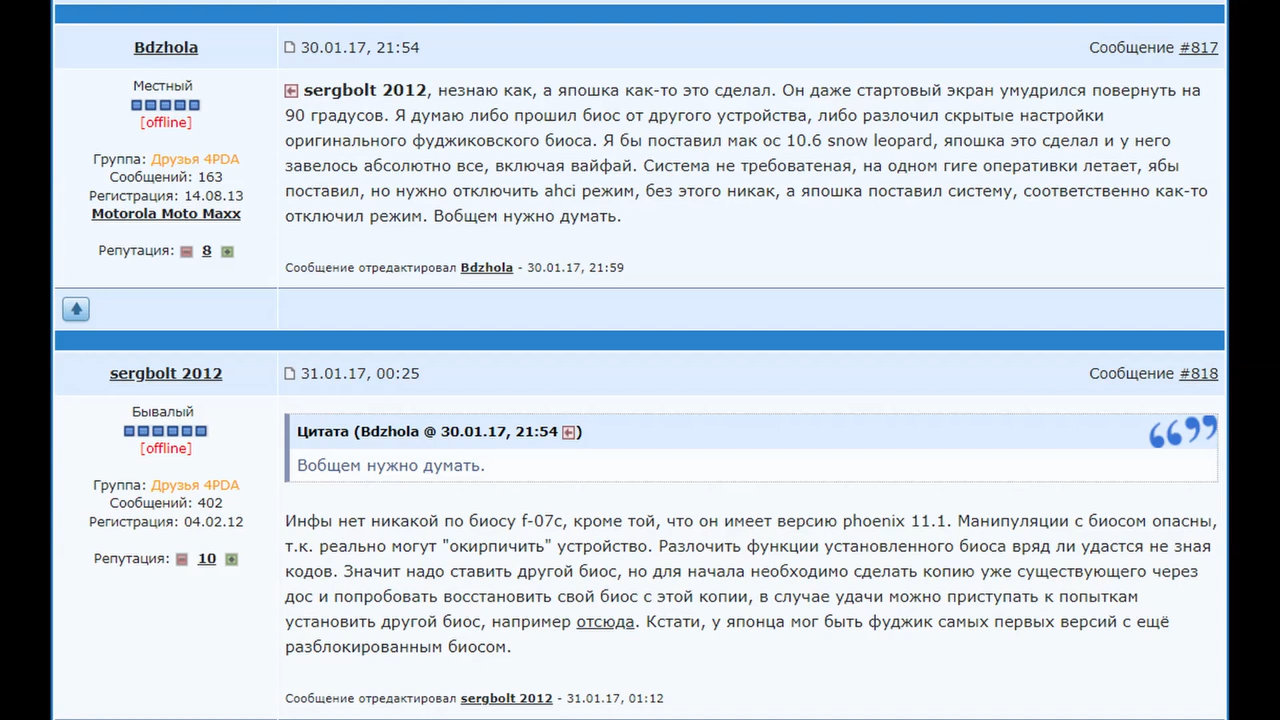 Bdzhola
30.01.17, 21:54
Сообщение #817
Местный
[offline]
Группа: Друзья 4PDA
Сообщений: 163
Регистрация: 14.08.13
Motorola Moto Maxx
Репутация: 8
sergbolt 2012, незнаю как, а япошка как-то это сделал. Он даже стартовый экран умудрился повернуть на
90 градусов. Я думаю либо прошил биос от другого устройства, либо разлочил скрытые настройки
оригинального фуджиковского биоса. Я бы поставил мак ос 10.6 snow leopard, япошка это сделал и у него
завелось абсолютно все, включая вайфай. Система не требоватеная, на одном гиге оперативки летает, ябы
поставил, но нужно отключить ahci режим, без этого никак, а япошка поставил систему, соответственно как-то
отключил режим. Вобщем нужно думать.
Сообщение отредактировал Bdzhola - 30.01.17, 21:59
sergbolt 2012
31.01.17, 00:25
Сообщение #818
Бывалый
[offline]
Группа: Друзья 4PDA
Сообщений: 402
Регистрация: 04.02.12
Репутация: 10
Цитата (Bdzhola @ 30.01.17, 21:54 )
Вобщем нужно думать.
Инфы нет никакой по биосу f-07c, кроме той, что он имеет версию phoenix 11.1. Манипуляции с биосом опасны,
т.к. реально могут "окирпичить" устройство. Разлочить функции установленного биоса вряд ли удастся не зная
кодов. Значит надо ставить другой биос, но для начала необходимо сделать копию уже существующего через
дос и попробовать восстановить свой биос с этой копии, в случае удачи можно приступать к попыткам
установить другой биос, например отсюда. Кстати, у японца мог быть фуджик самых первых версий с ещё
разблокированным биосом.
Сообщение отредактировал sergbolt 2012 - 31.01.17, 01:12